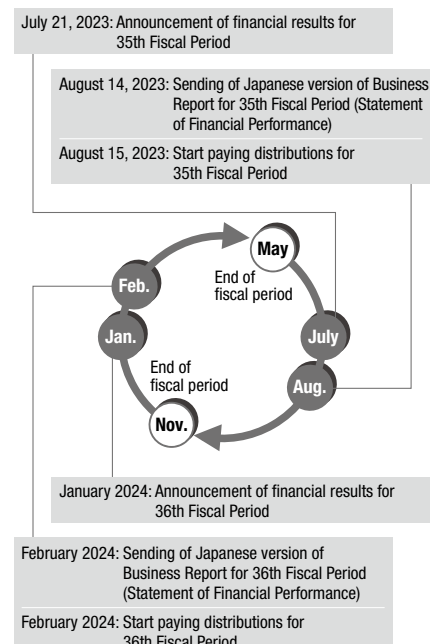 July 21, 2023: Announcement of financial results for
35th Fiscal Period
August 14, 2023: Sending of Japanese version of Business
Report for 35th Fiscal Period (Statement
of Financial Performance)
August 15, 2023: Start paying distributions for
35th Fiscal Period
May
End of
fiscal period
Feb.
Jan.
July
End of
fiscal period
Aug.
Nov.
January 2024: Announcement of financial results for
36th Fiscal Period
February 2024: Sending of Japanese version of
Business Report for 36th Fiscal Period
(Statement of Financial Performance)
February 2024: Start paying distributions for
36th Fiscal Period